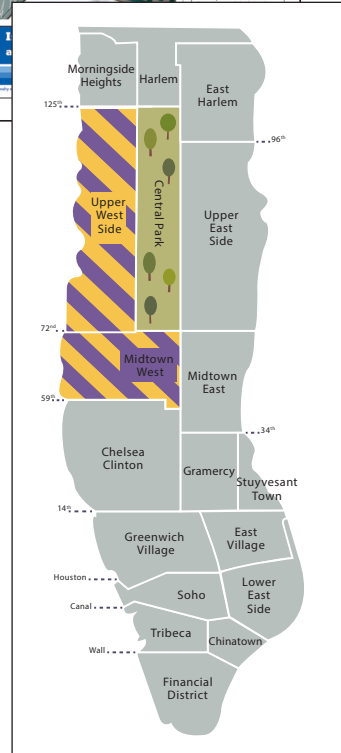 Morningside
Heights
Harlem
East
Harlem
125th
96th
Upper
West
Side
Central Park
Upper
East
Side
72nd
Midtown
West
Midtown
East
59th
34th
Chelsea
Clinton
Gramercy
Stuyvesant
Town
14th
Greenwich
Village
East
Village
Houston
Soho
Lower
East
Side
Canal
Tribeca
Chinatown
Wall
Financial
District